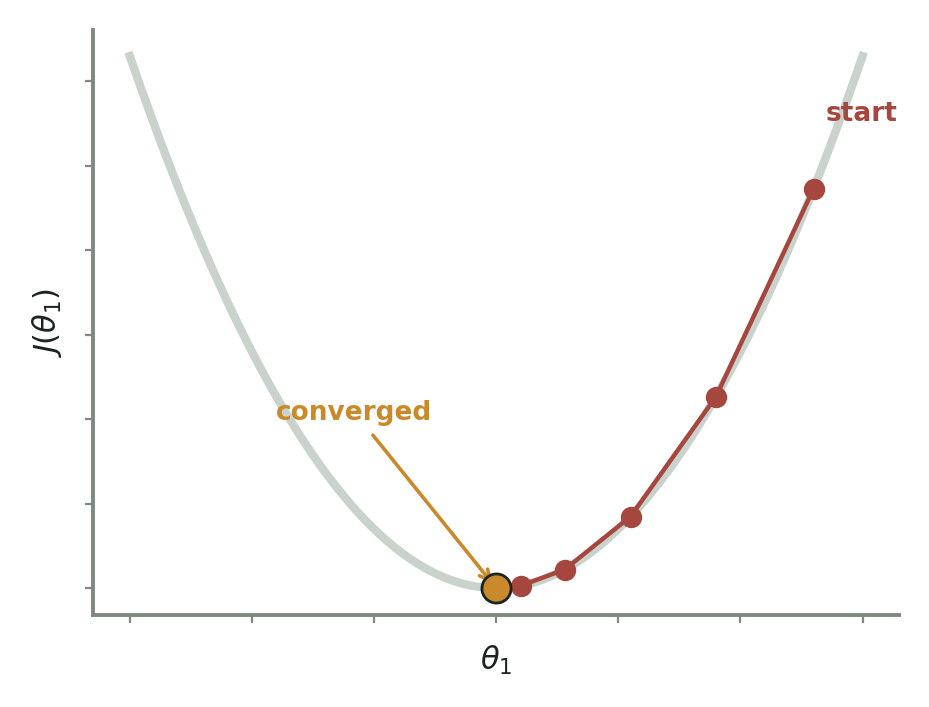 start
J(θ₁)
converged
θ₁